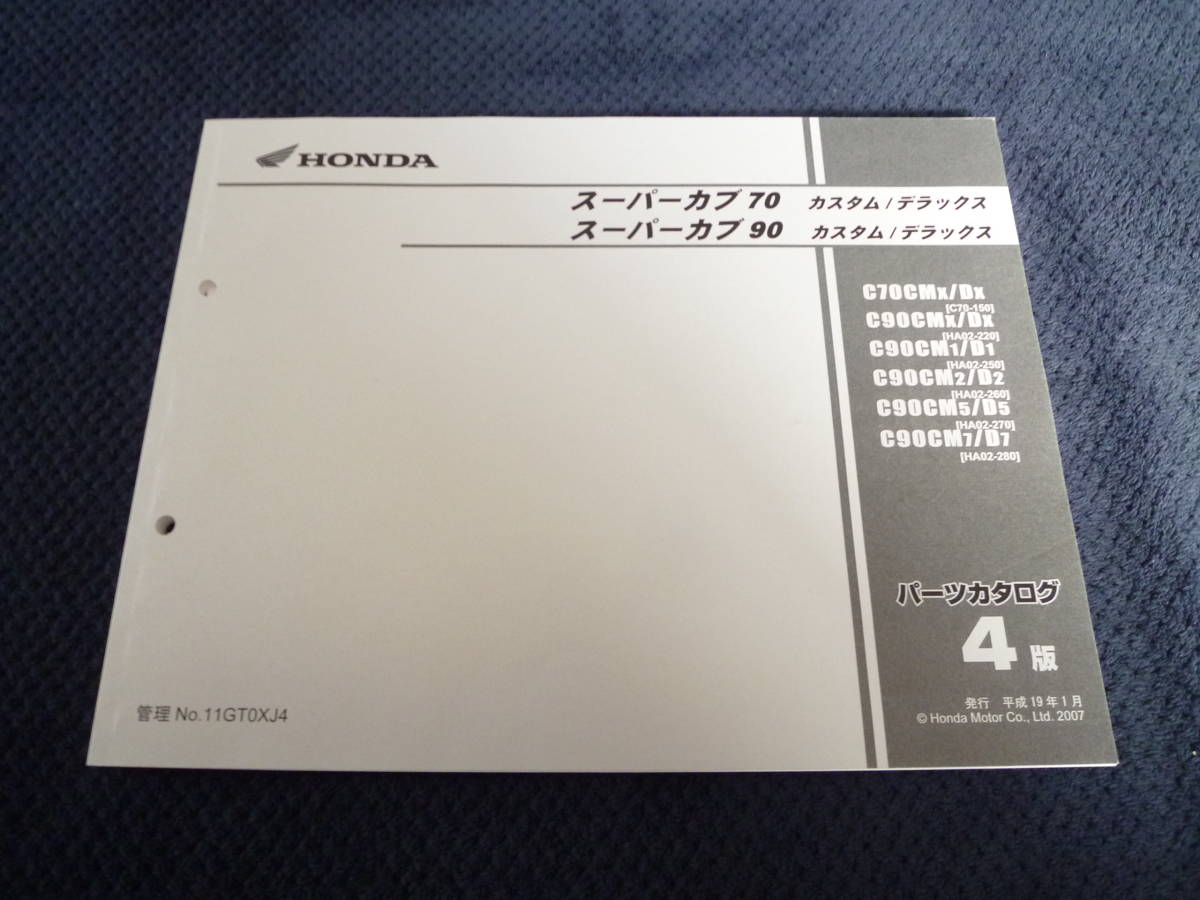 HONDA
スーパーカブ 70 カスタム / デラックス
スーパーカブ 90 カスタム / デラックス
C70CMX/DX
[C70-150]
C90CMX/DX
[HA02-220]
C90CM1/D1
[HA02-250]
C90CM2/D2
[HA02-260]
C90CM5/D5
[HA02-270]
C90CM7/D7
[HA02-280]
パーツカタログ
4 版
管理 No.11GT0XJ4
発行 平成 19 年 1 月
© Honda Motor Co., Ltd. 2007